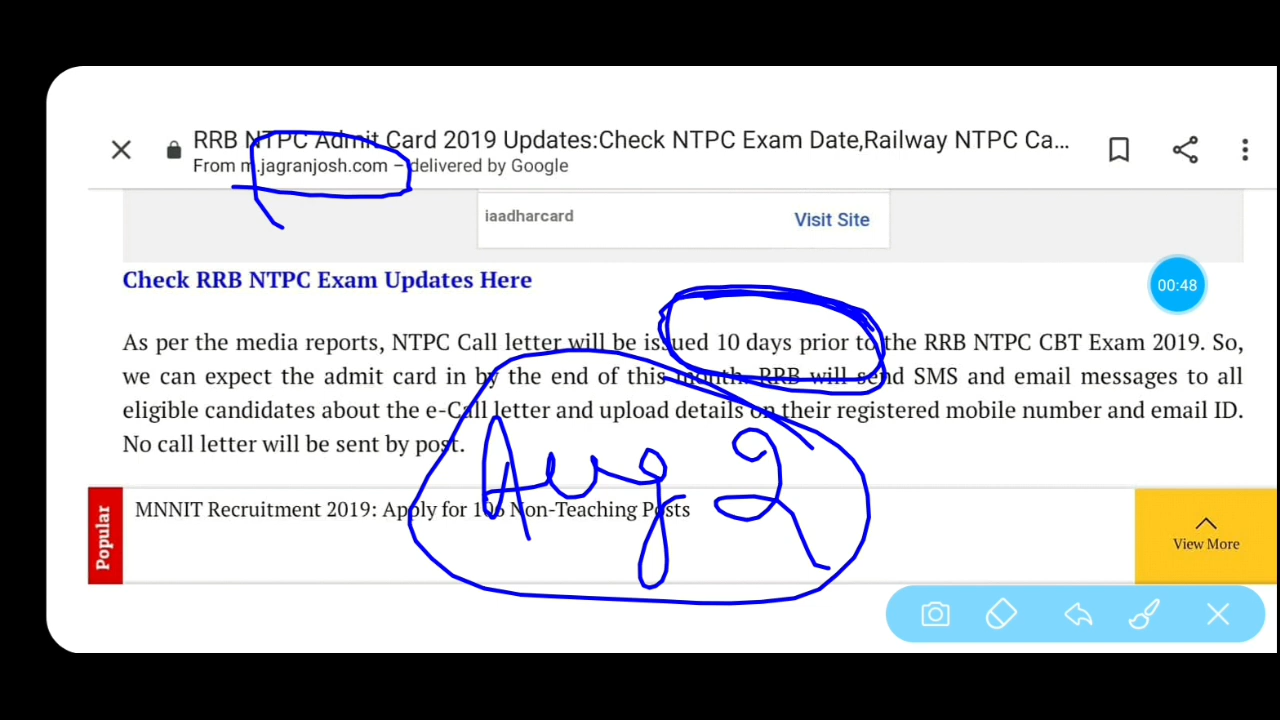 RRB NTPC Admit Card 2019 Updates:Check NTPC Exam Date,Railway NTPC Ca...
From m.jagranjosh.com – delivered by Google
iaadharcard
Visit Site
Check RRB NTPC Exam Updates Here
00:48
As per the media reports, NTPC Call letter will be issued 10 days prior to the RRB NTPC CBT Exam 2019. So,
we can expect the admit card in by the end of this month. RRB will send SMS and email messages to all
eligible candidates about the e-Call letter and upload details on their registered mobile number and email ID.
No call letter will be sent by post.
Aug 2
Popular
MNNIT Recruitment 2019: Apply for 106 Non-Teaching Posts
View More